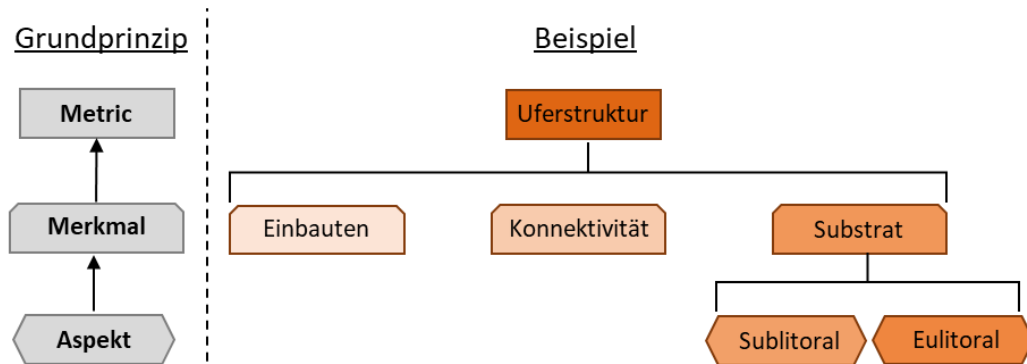 Grundprinzip
Beispiel
Metric
Uferstruktur
Merkmal
Einbauten
Konnektivität
Substrat
Aspekt
Sublitoral
Eulitoral